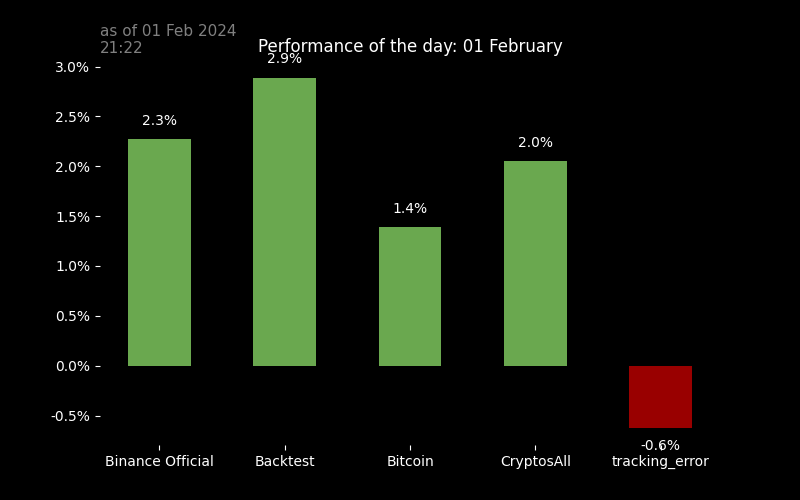 as of 01 Feb 2024
21:22
Performance of the day: 01 February
3.0%
2.5%
2.0%
1.5%
1.0%
0.5%
0.0%
-0.5%
2.3%
2.9%
1.4%
2.0%
-0.6%
Binance Official
Backtest
Bitcoin
CryptosAll
tracking_error